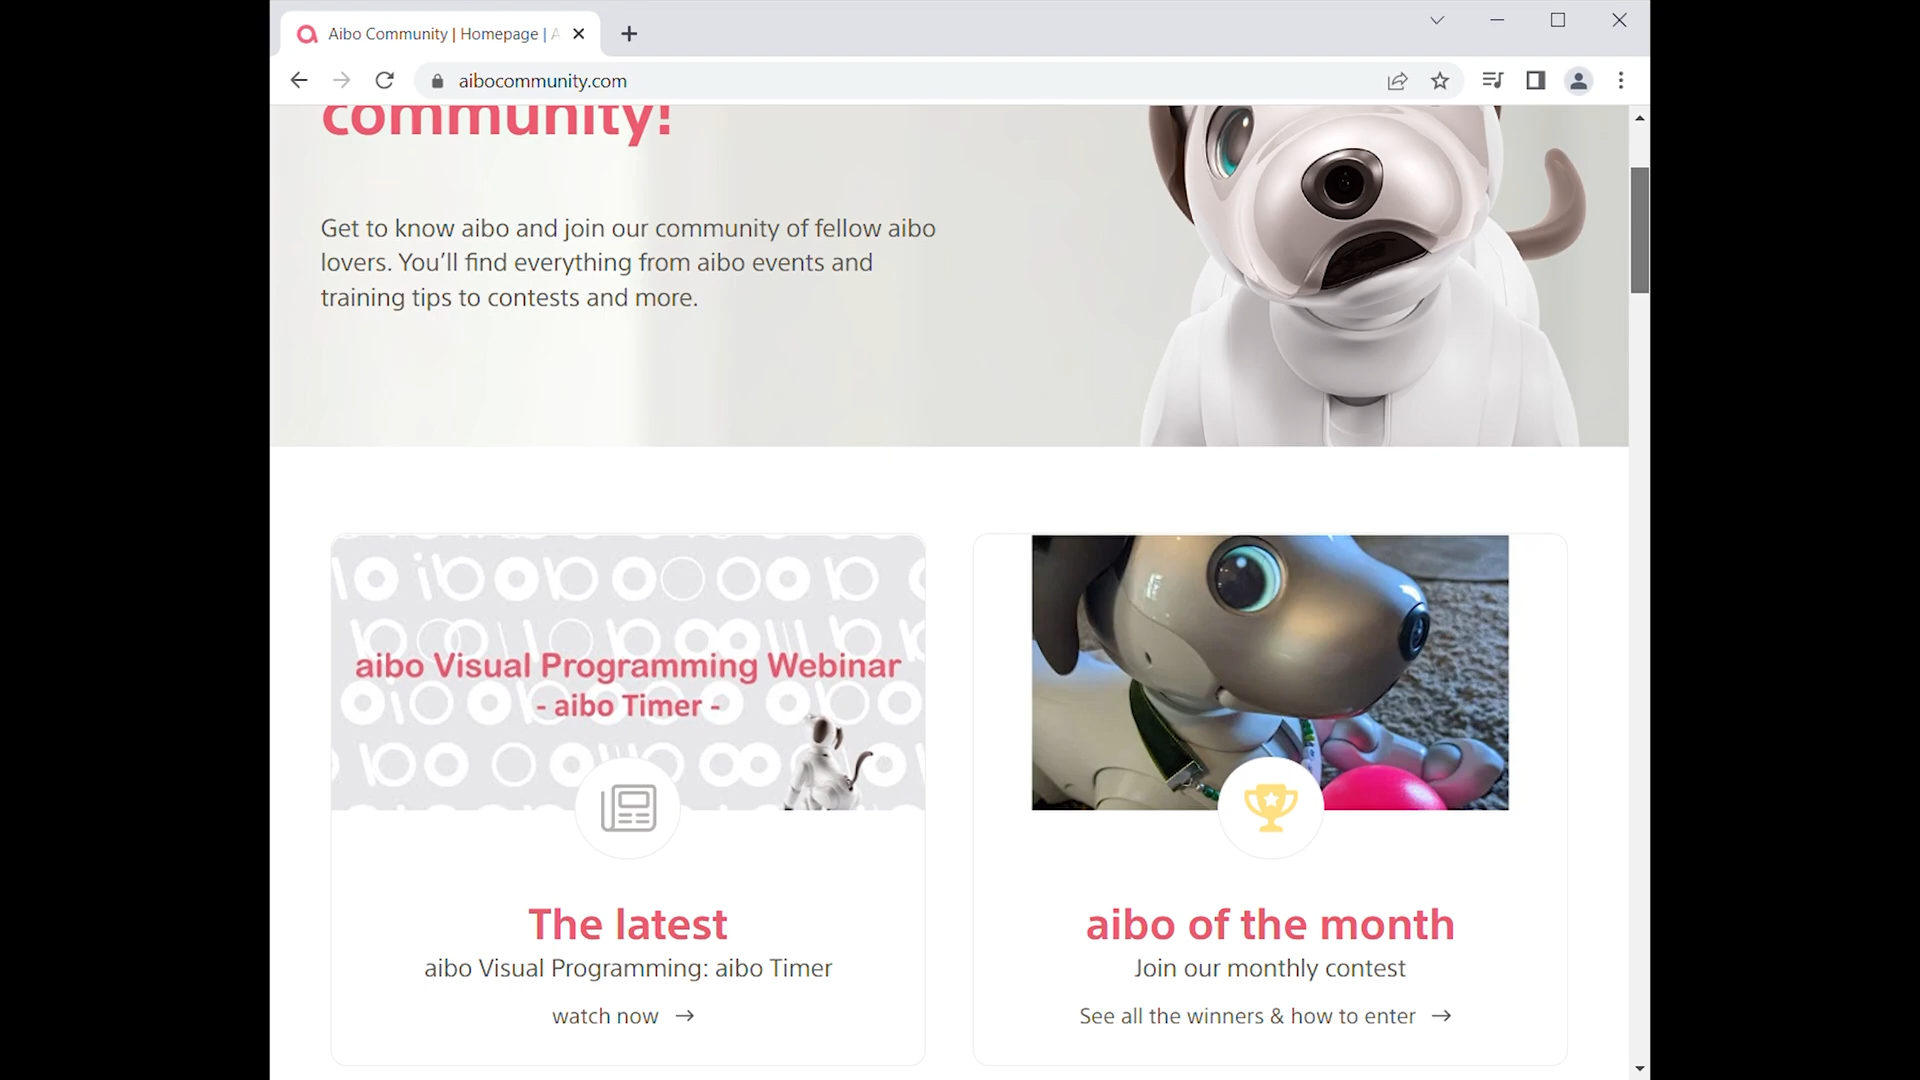 Aibo Community | Homepage | A
aibocommunity.com
community!
Get to know aibo and join our community of fellow aibo
lovers. You’ll find everything from aibo events and
training tips to contests and more.
aibo Visual Programming Webinar
- aibo Timer -
The latest
aibo Visual Programming: aibo Timer
watch now →
aibo of the month
Join our monthly contest
See all the winners & how to enter →